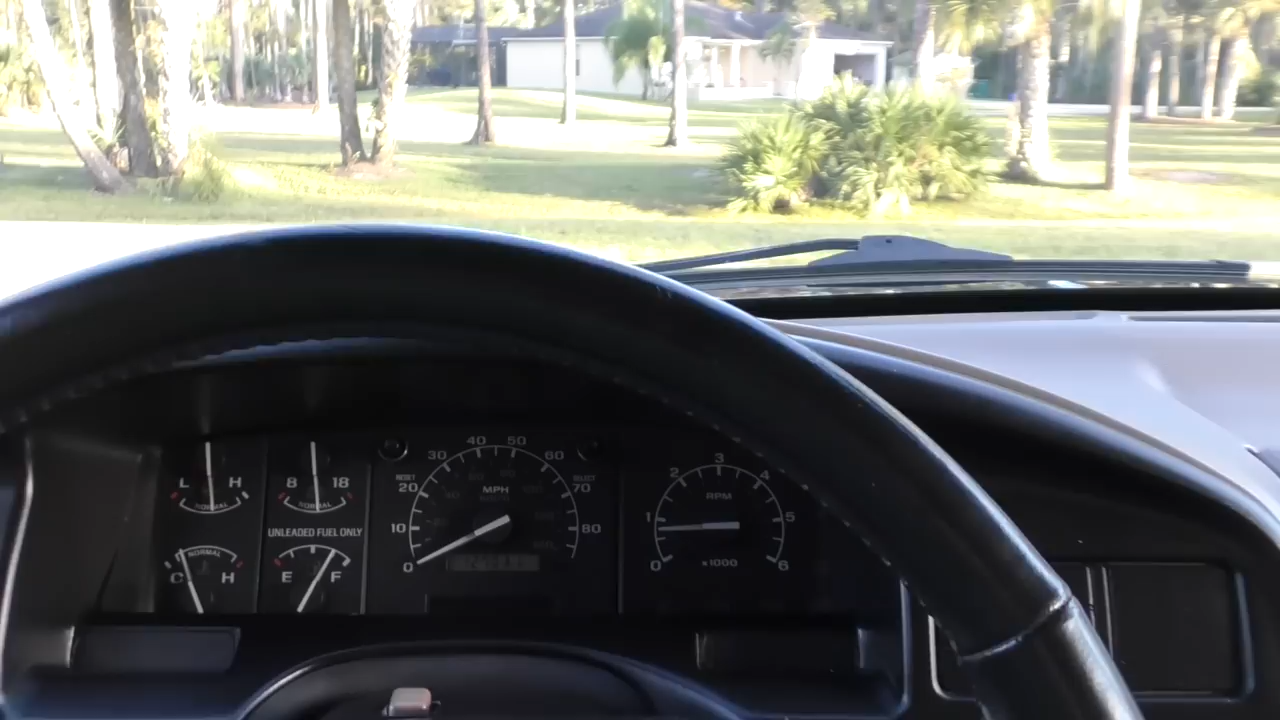 L H
NORMAL
8 18
NORMAL
UNLEADED FUEL ONLY
NORMAL
C H
E F
RESET
SELECT
MPH
0 10 20 30 40 50 60 70 80
RPM
0 1 2 3 4 5 6
x1000